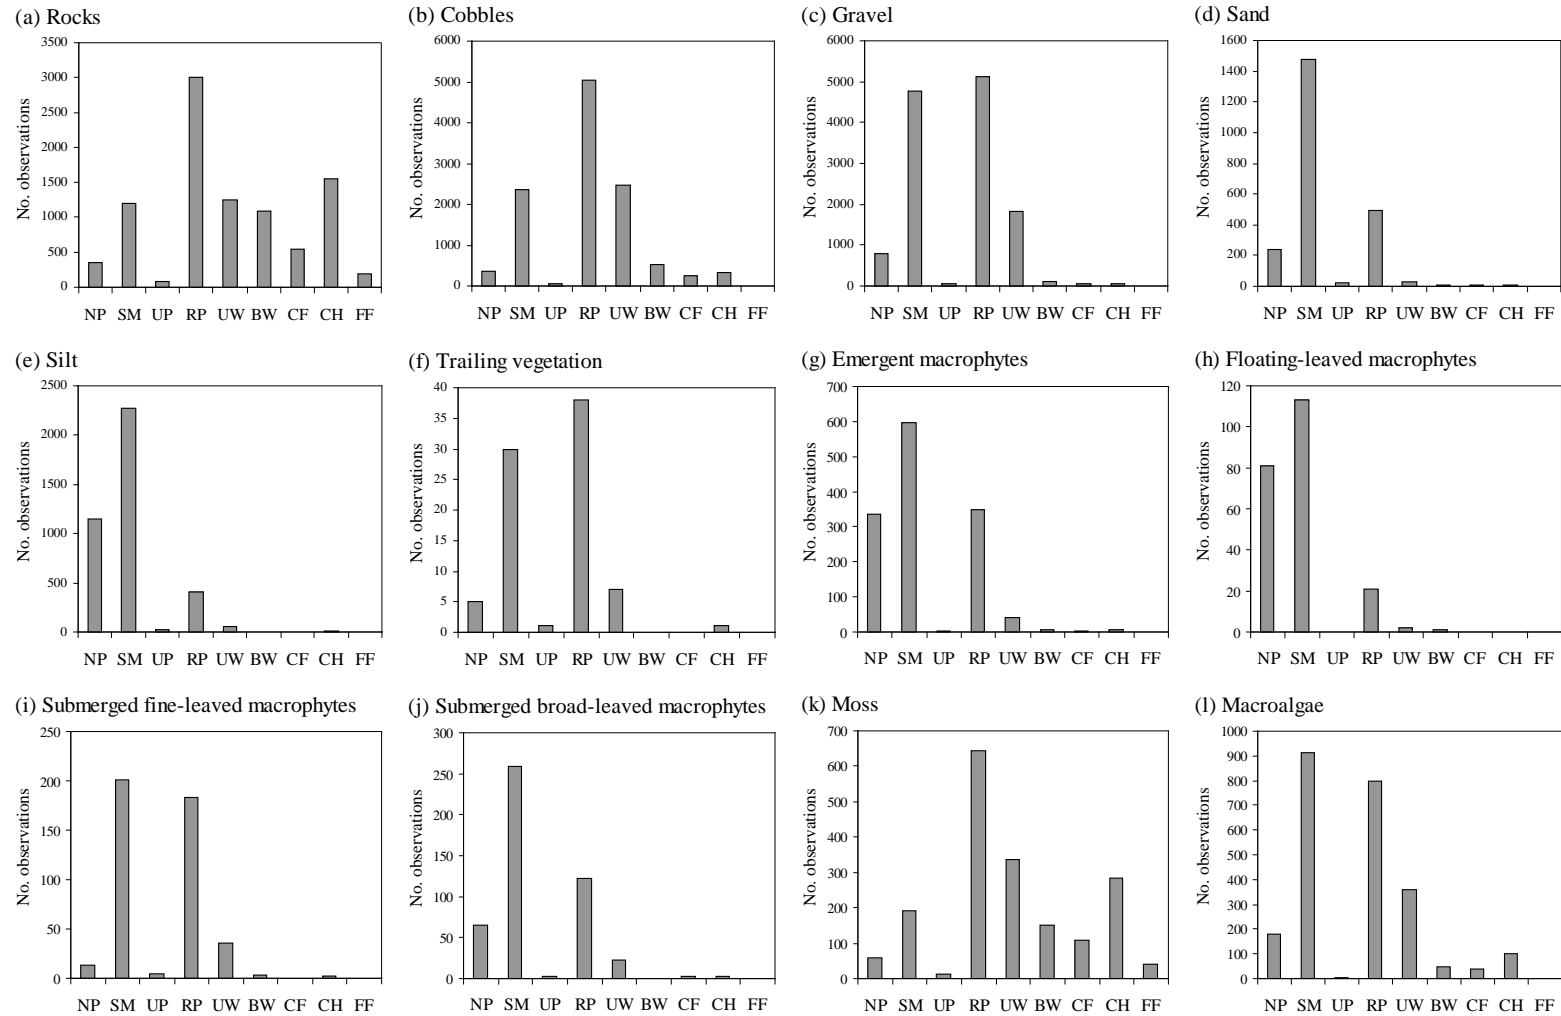 (a) Rocks
No. observations
3500
3000
2500
2000
1500
1000
500
0
NP SM UP RP UW BW CF CH FF
(b) Cobbles
No. observations
6000
5000
4000
3000
2000
1000
0
NP SM UP RP UW BW CF CH FF
(c) Gravel
No. observations
6000
5000
4000
3000
2000
1000
0
NP SM UP RP UW BW CF CH FF
(d) Sand
No. observations
1600
1400
1200
1000
800
600
400
200
0
NP SM UP RP UW BW CF CH FF
(e) Silt
No. observations
2500
2000
1500
1000
500
0
NP SM UP RP UW BW CF CH FF
(f) Trailing vegetation
No. observations
40
35
30
25
20
15
10
5
0
NP SM UP RP UW BW CF CH FF
(g) Emergent macrophytes
No. observations
700
600
500
400
300
200
100
0
NP SM UP RP UW BW CF CH FF
(h) Floating-leaved macrophytes
No. observations
120
100
80
60
40
20
0
NP SM UP RP UW BW CF CH FF
(i) Submerged fine-leaved macrophytes
No. observations
250
200
150
100
50
0
NP SM UP RP UW BW CF CH FF
(j) Submerged broad-leaved macrophytes
No. observations
300
250
200
150
100
50
0
NP SM UP RP UW BW CF CH FF
(k) Moss
No. observations
700
600
500
400
300
200
100
0
NP SM UP RP UW BW CF CH FF
(l) Macroalgae
No. observations
1000
900
800
700
600
500
400
300
200
100
0
NP SM UP RP UW BW CF CH FF